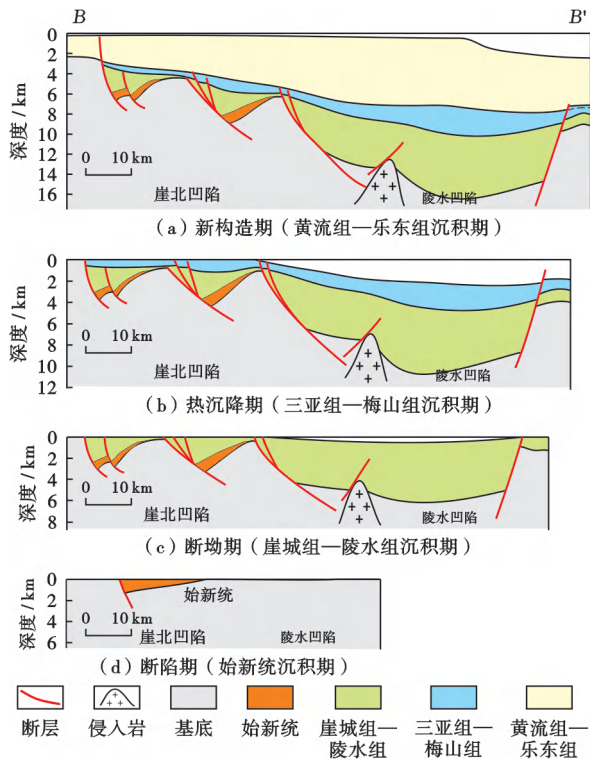 B B'
深度 / km
0
2
4
6
8
10
12
14
16
0 10 km
崖北凹陷
陵水凹陷
(a) 新构造期（黄流组—乐东组沉积期）
深度 / km
0
2
4
6
8
10
12
0 10 km
崖北凹陷
陵水凹陷
(b) 热沉降期（三亚组—梅山组沉积期）
深度 / km
0
2
4
6
8
0 10 km
崖北凹陷
陵水凹陷
(c) 断坳期（崖城组—陵水组沉积期）
深度 / km
0
2
4
6
始新统
0 10 km
崖北凹陷
陵水凹陷
(d) 断陷期（始新统沉积期）
断层 侵入岩 基底 始新统 崖城组— 三亚组— 黄流组—
陵水组 梅山组 乐东组